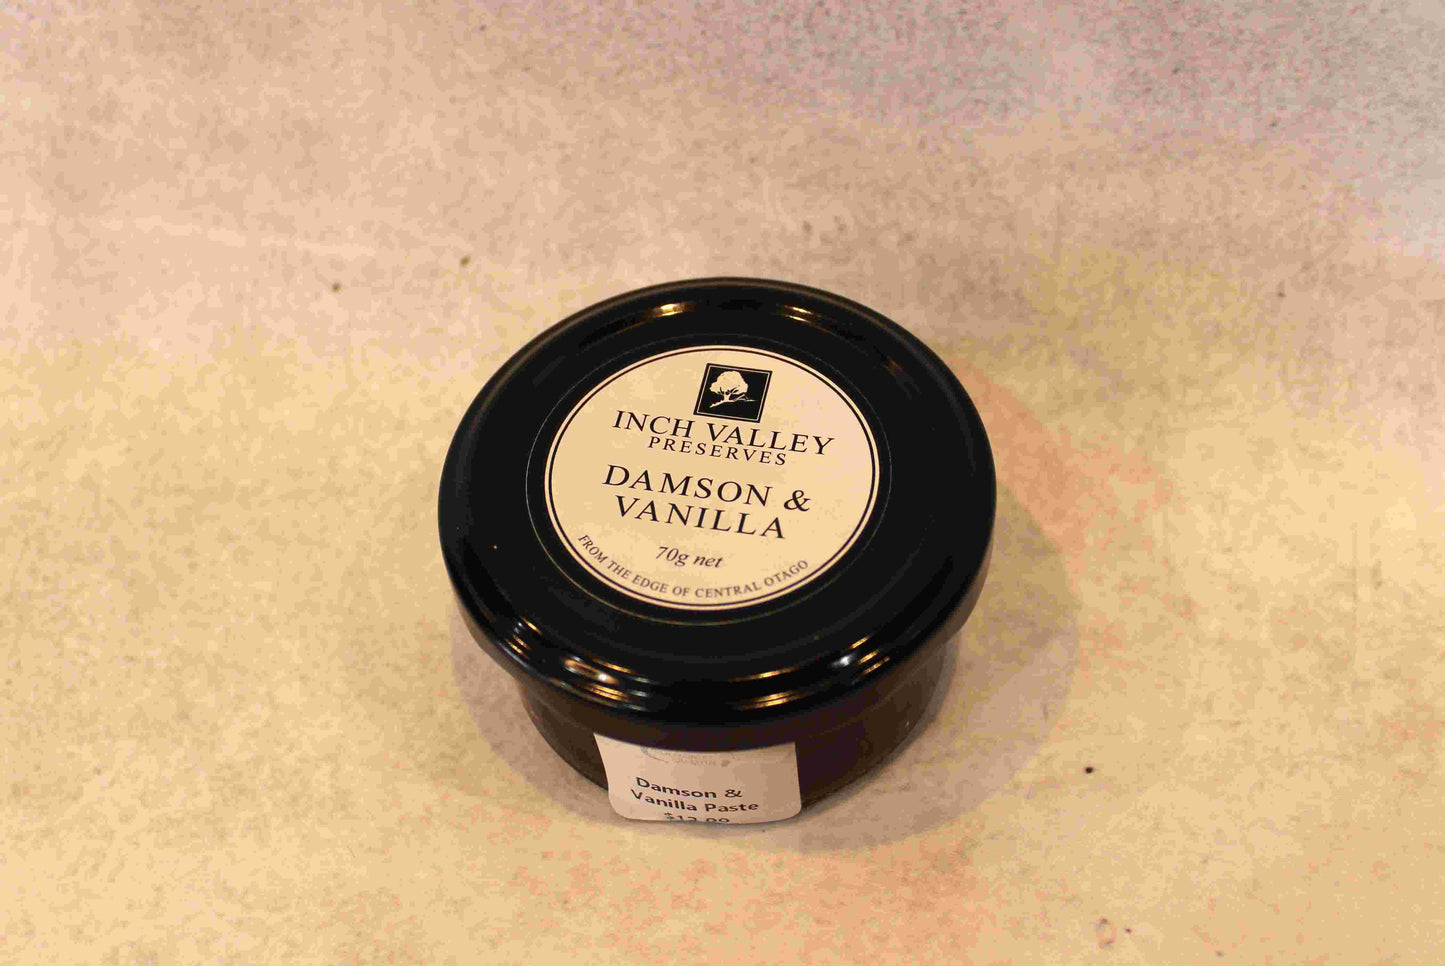 INCH VALLEY
PRESERVES
DAMSON &
VANILLA
70g net
FROM THE EDGE OF CENTRAL OTAGO
Damson &
Vanilla Paste